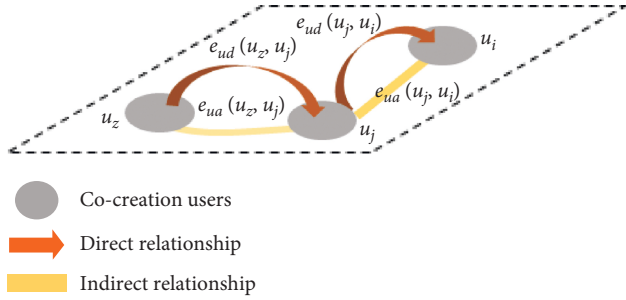 e_ud (u_j, u_i)
u_i
e_ud (u_z, u_j)
e_ua (u_j, u_i)
e_ua (u_z, u_j)
u_z
u_j
Co-creation users
Direct relationship
Indirect relationship